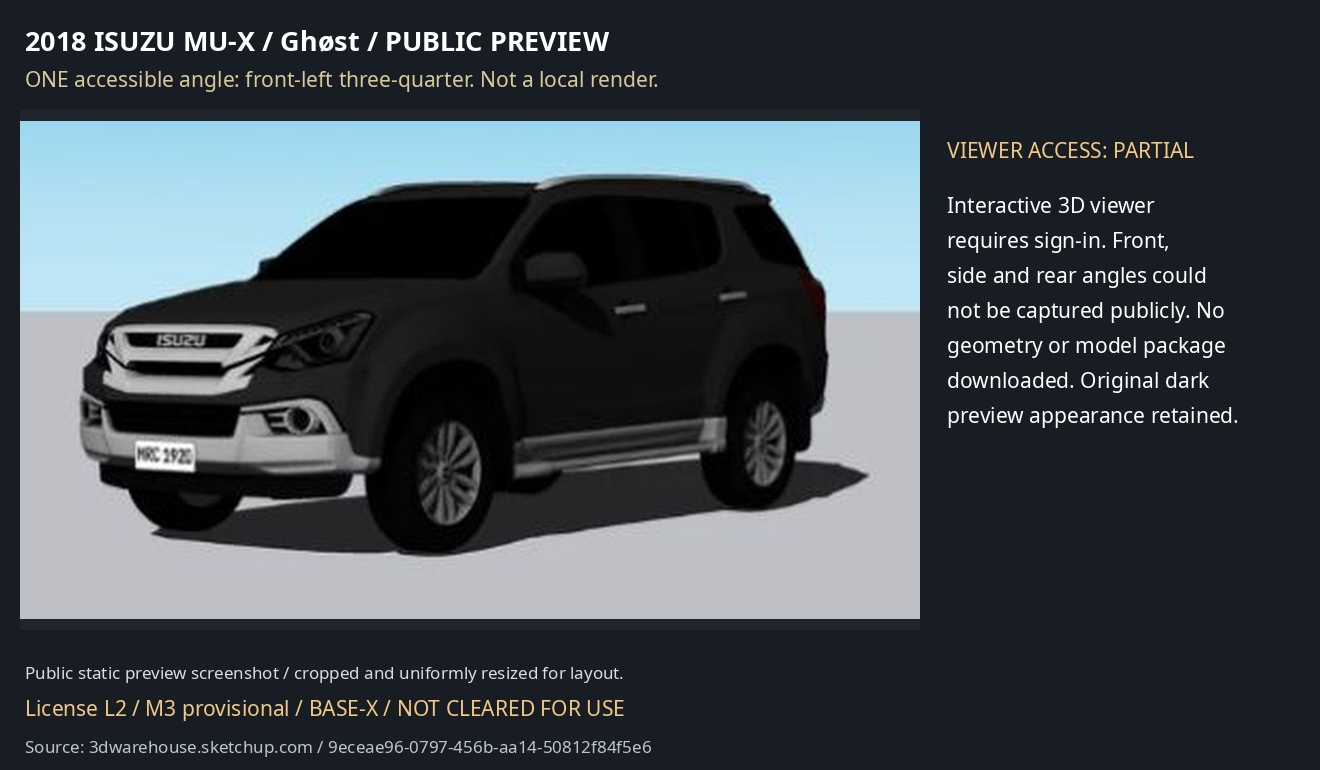 2018 ISUZU MU-X / Ghøst / PUBLIC PREVIEW
ONE accessible angle: front-left three-quarter. Not a local render.
VIEWER ACCESS: PARTIAL
Interactive 3D viewer
requires sign-in. Front,
side and rear angles could
not be captured publicly. No
geometry or model package
downloaded. Original dark
preview appearance retained.
ISUZU
MRC 1920
Public static preview screenshot / cropped and uniformly resized for layout.
License L2 / M3 provisional / BASE-X / NOT CLEARED FOR USE
Source: 3dwarehouse.sketchup.com / 9eceae96-0797-456b-aa14-50812f84f5e6